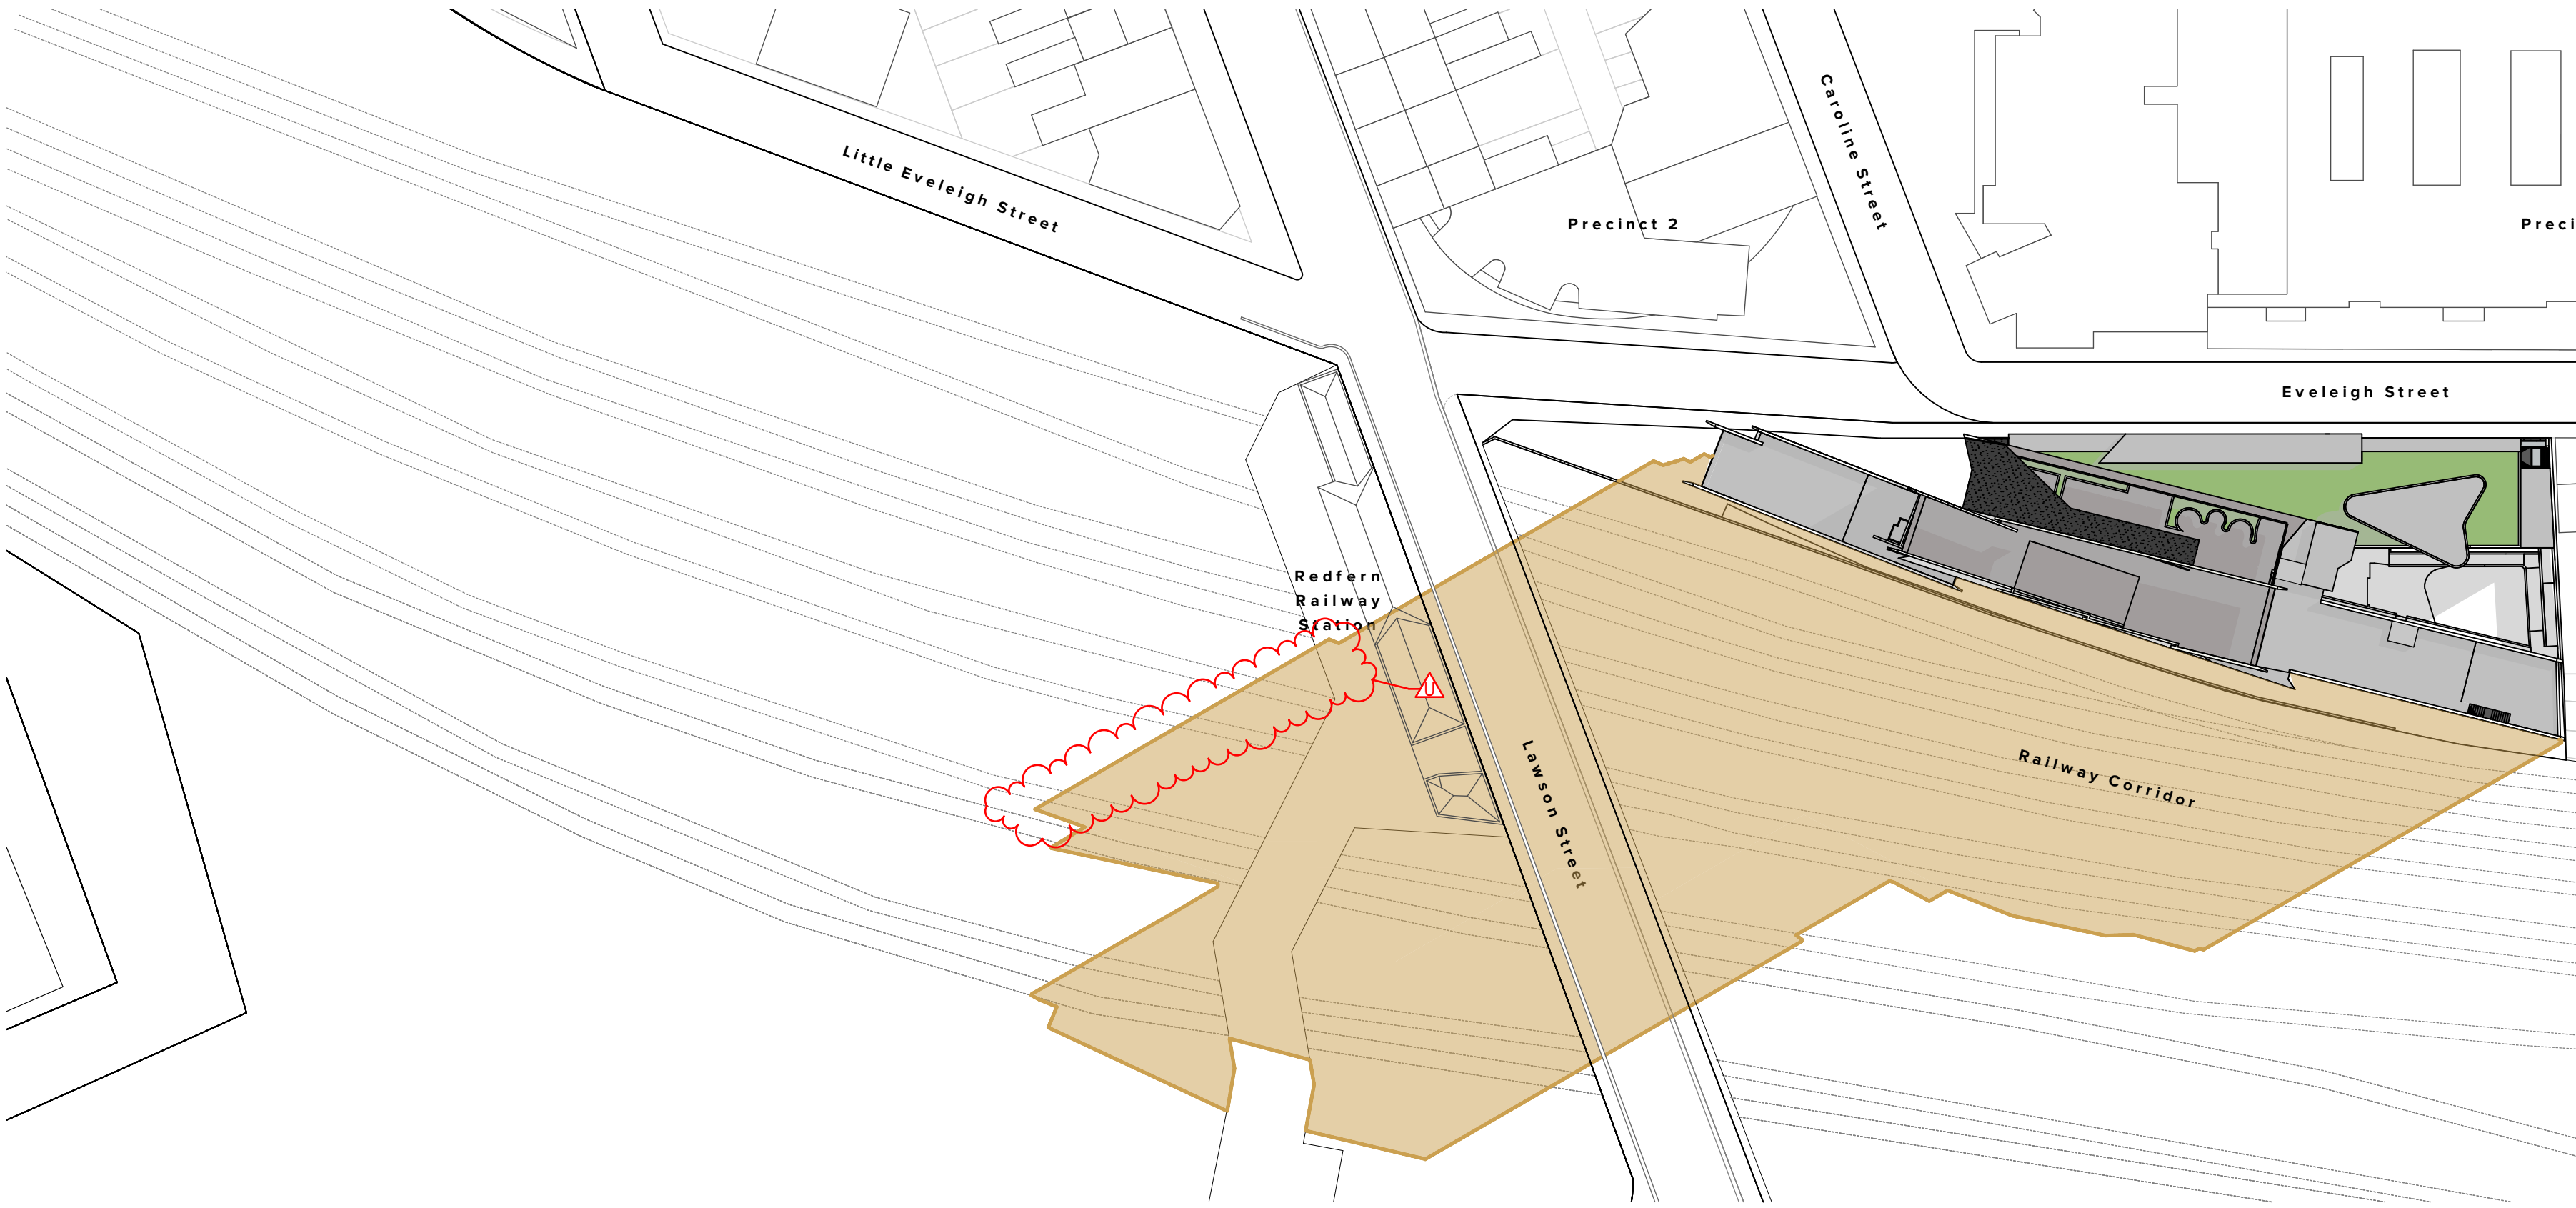 Caroline Street
Little Eveleigh Street
Precinct 2
Preci
Eveleigh Street
Redfern
Railway
Station
U
Lawson Street
Railway Corridor